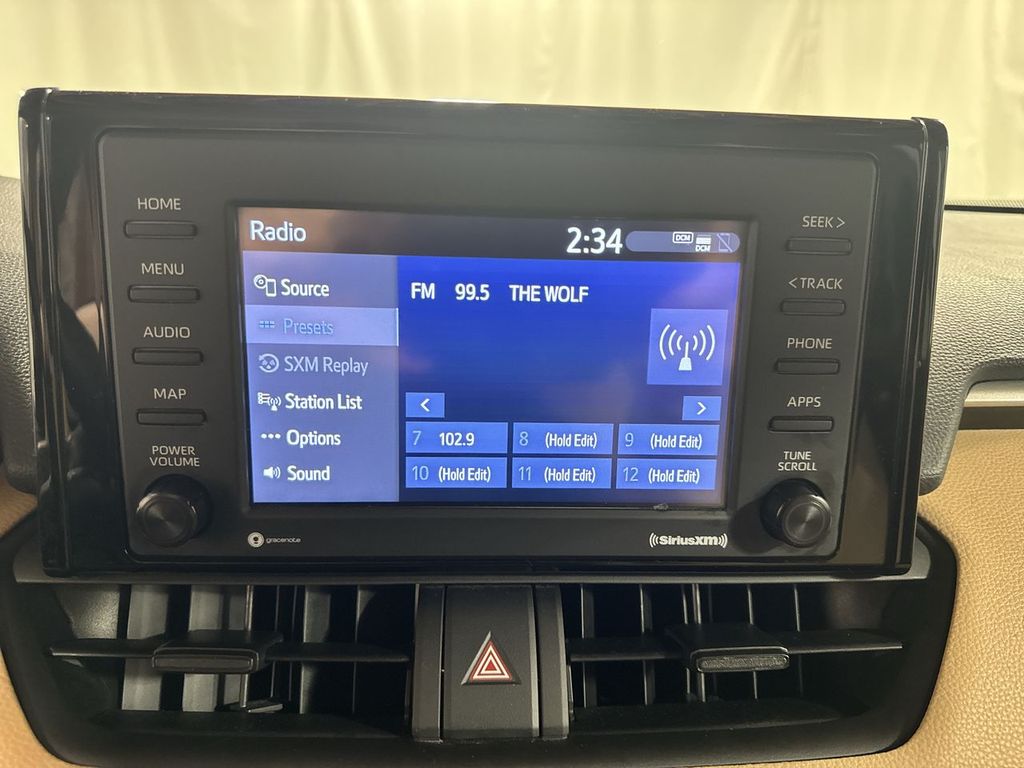 HOME
MENU
AUDIO
MAP
POWER
VOLUME
Radio
2:34
DCM
DCM
Source
Presets
SXM Replay
Station List
Options
Sound
FM 99.5 THE WOLF
<
>
7 102.9
8 (Hold Edit)
9 (Hold Edit)
10 (Hold Edit)
11 (Hold Edit)
12 (Hold Edit)
SEEK >
< TRACK
PHONE
APPS
TUNE
SCROLL
gracenote
((SiriusXM))